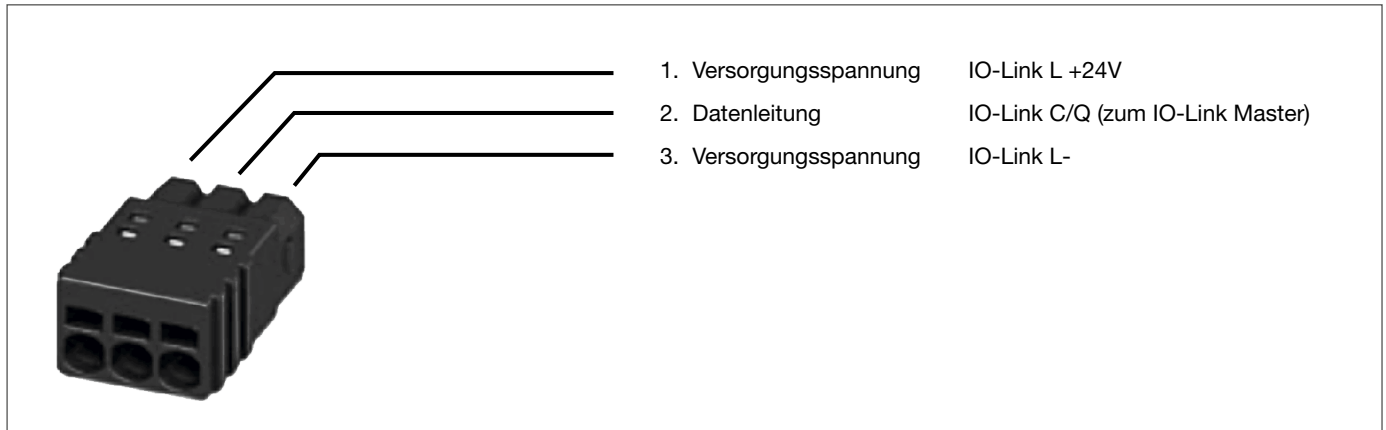 1. Versorgungsspannung IO-Link L +24V
2. Datenleitung IO-Link C/Q (zum IO-Link Master)
3. Versorgungsspannung IO-Link L-